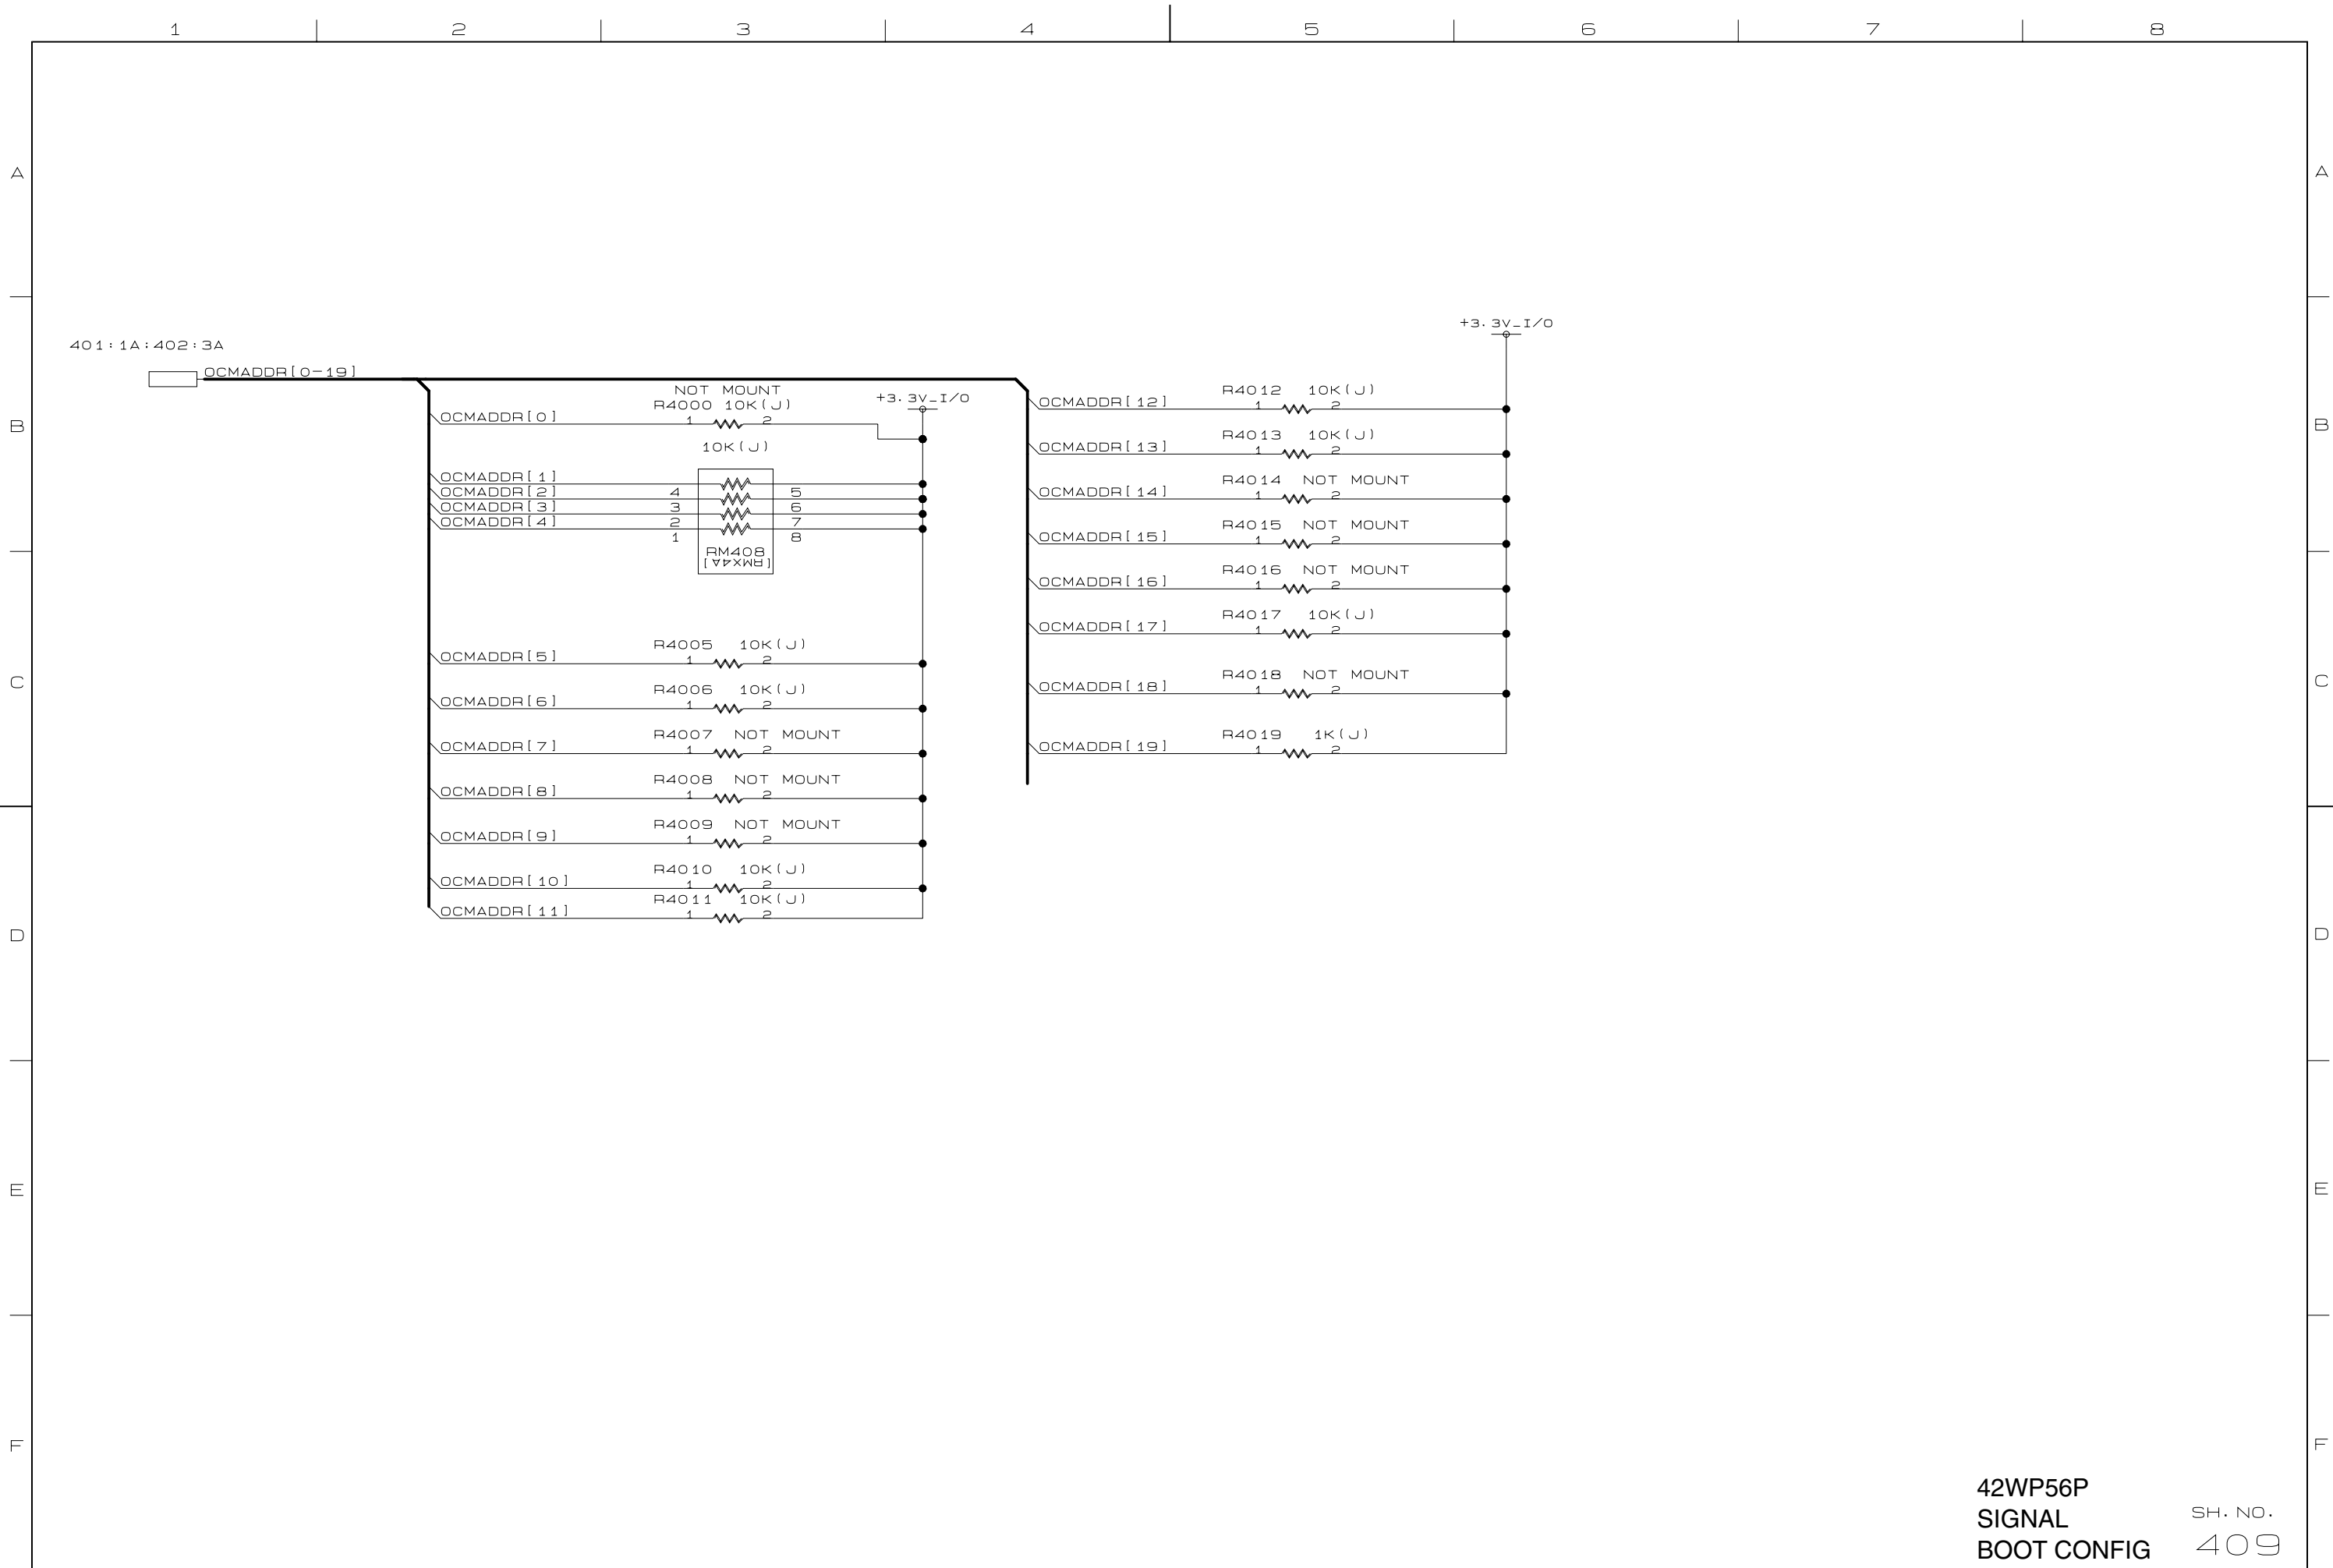 1 2 3 4 5 6 7 8
A A
+3.3V_I/O
401:1A:402:3A
OCMADDR[0-19]
B B
NOT MOUNT
R4000 10K(J)
OCMADDR[0] 1 2
+3.3V_I/O
10K(J)
OCMADDR[1]
OCMADDR[2] 4 5
OCMADDR[3] 3 6
OCMADDR[4] 2 7
1 8
RM408
[RMX4A]
R4005 10K(J)
OCMADDR[5] 1 2
R4006 10K(J)
OCMADDR[6] 1 2
R4007 NOT MOUNT
OCMADDR[7] 1 2
R4008 NOT MOUNT
OCMADDR[8] 1 2
R4009 NOT MOUNT
OCMADDR[9] 1 2
R4010 10K(J)
OCMADDR[10] 1 2
R4011 10K(J)
OCMADDR[11] 1 2
R4012 10K(J)
OCMADDR[12] 1 2
R4013 10K(J)
OCMADDR[13] 1 2
R4014 NOT MOUNT
OCMADDR[14] 1 2
R4015 NOT MOUNT
OCMADDR[15] 1 2
R4016 NOT MOUNT
OCMADDR[16] 1 2
R4017 10K(J)
OCMADDR[17] 1 2
R4018 NOT MOUNT
OCMADDR[18] 1 2
R4019 1K(J)
OCMADDR[19] 1 2
C C
D D
E E
F F
42WP56P
SIGNAL
BOOT CONFIG
SH.NO.
409